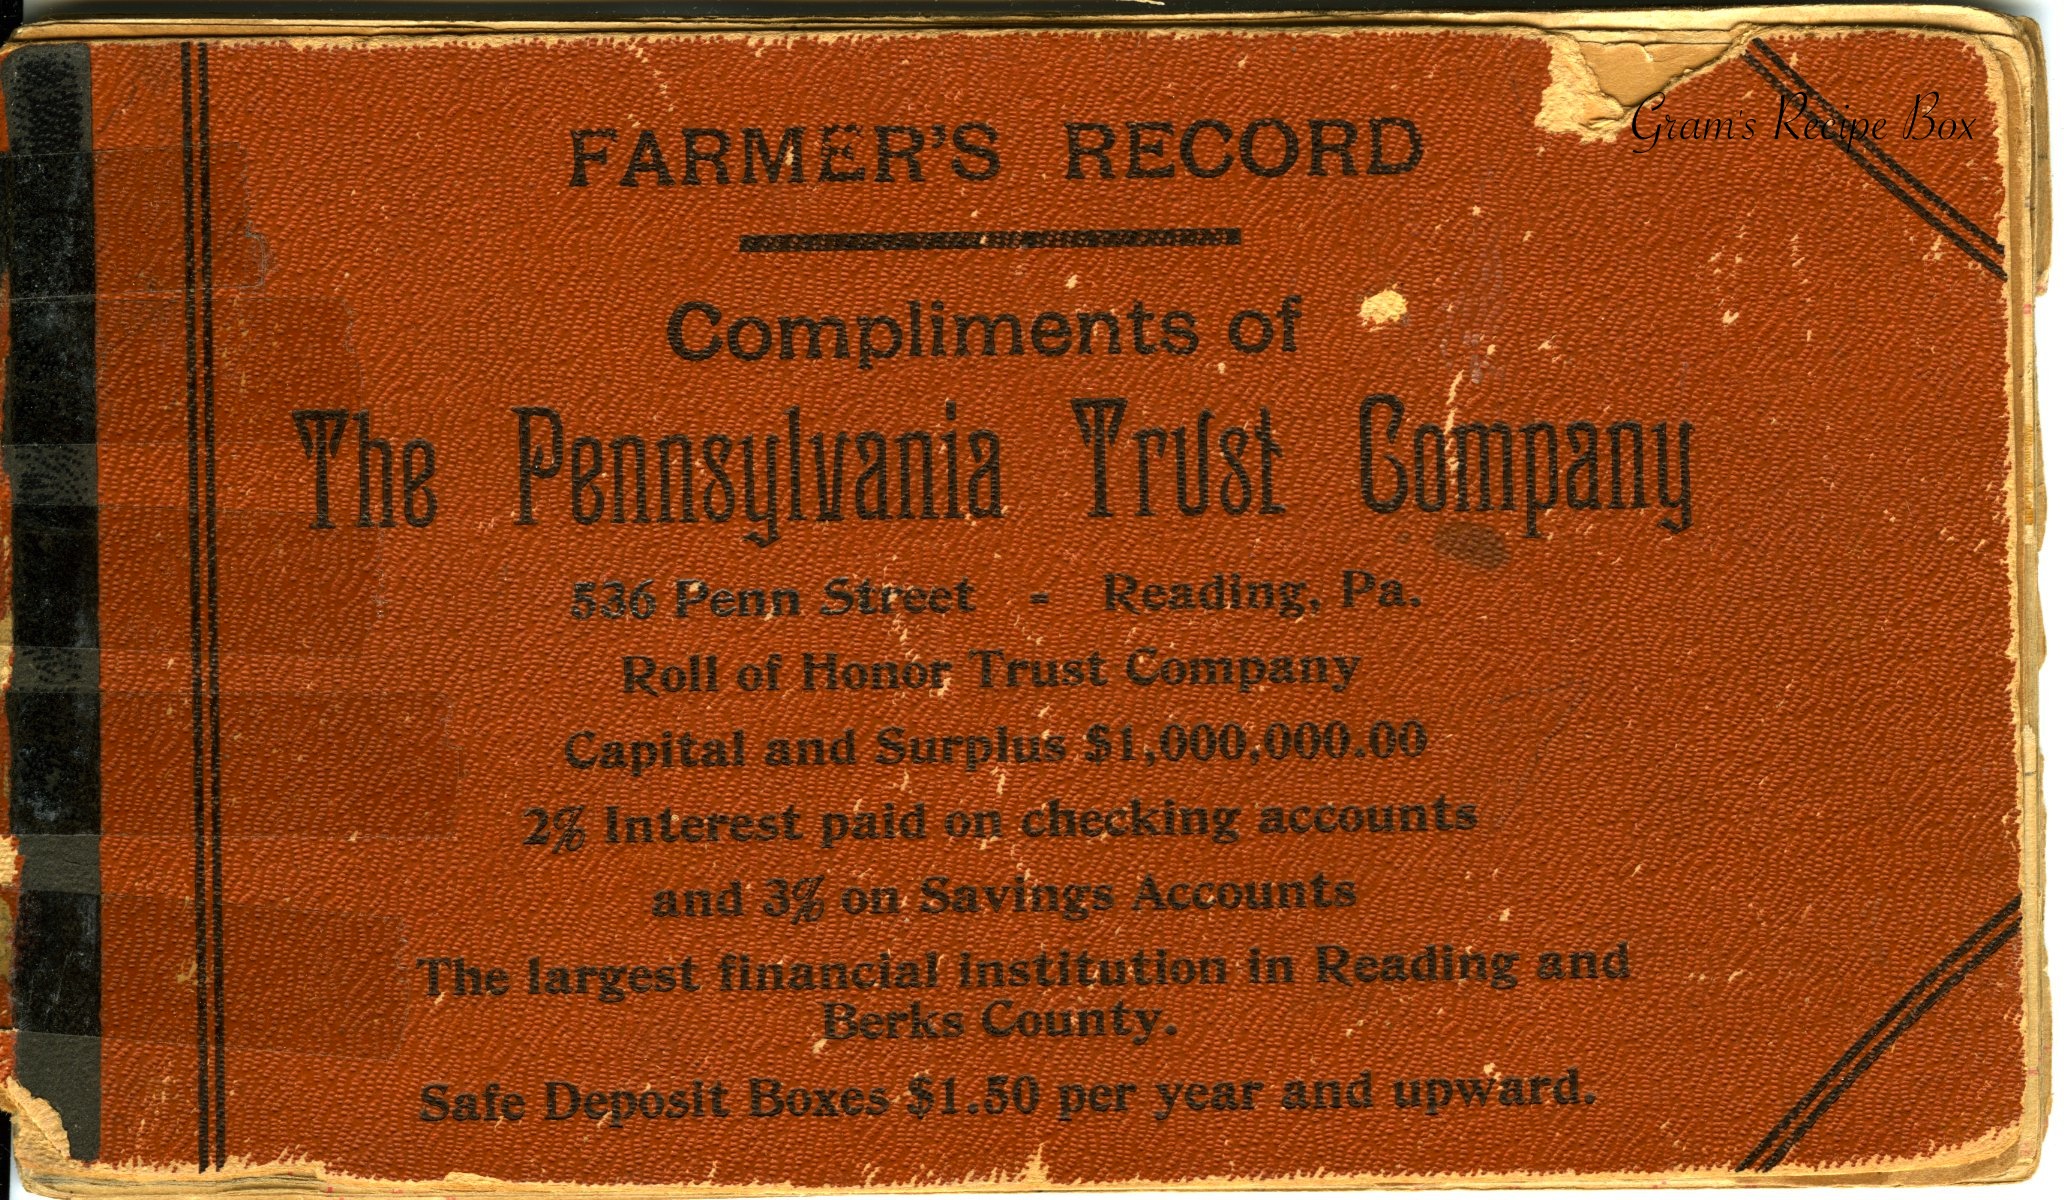 FARMER'S RECORD
Gram's Recipe Box
Compliments of
The Pennsylvania Trust Company
536 Penn Street - Reading, Pa.
Roll of Honor Trust Company
Capital and Surplus $1,000,000.00
2% Interest paid on checking accounts
and 3% on Savings Accounts
The largest financial institution in Reading and
Berks County.
Safe Deposit Boxes $1.50 per year and upward.